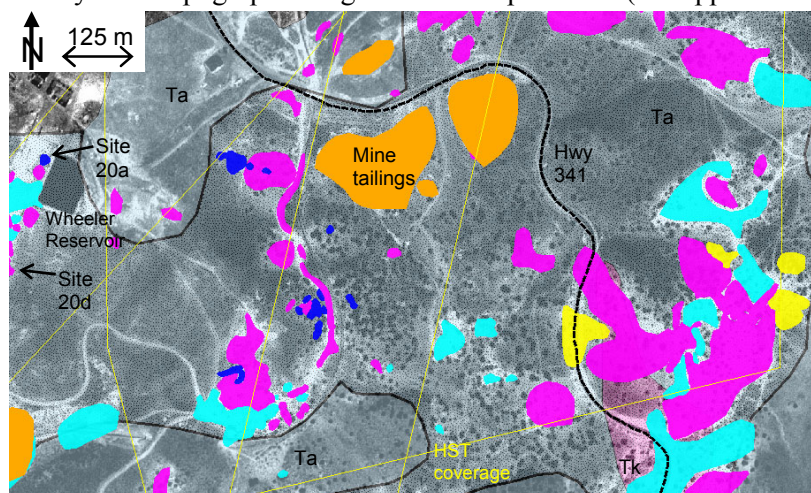 125 m
N
Ta
Ta
Site
20a
Mine
tailings
Hwy
341
Wheeler
Reservoir
Site
20d
HST
coverage
Ta
Tk